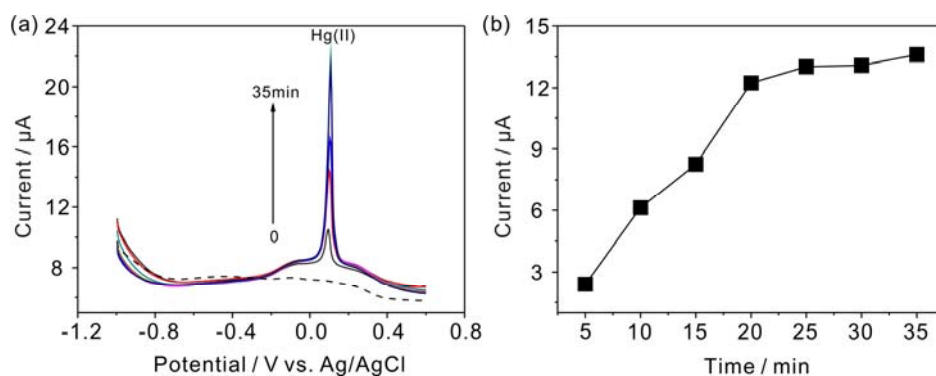 (a)
24
20
16
12
8
Current / μA
Hg(II)
35min
0
-1.2 -0.8 -0.4 0.0 0.4 0.8
Potential / V vs. Ag/AgCl
(b)
15
12
9
6
3
Current / μA
5 10 15 20 25 30 35
Time / min